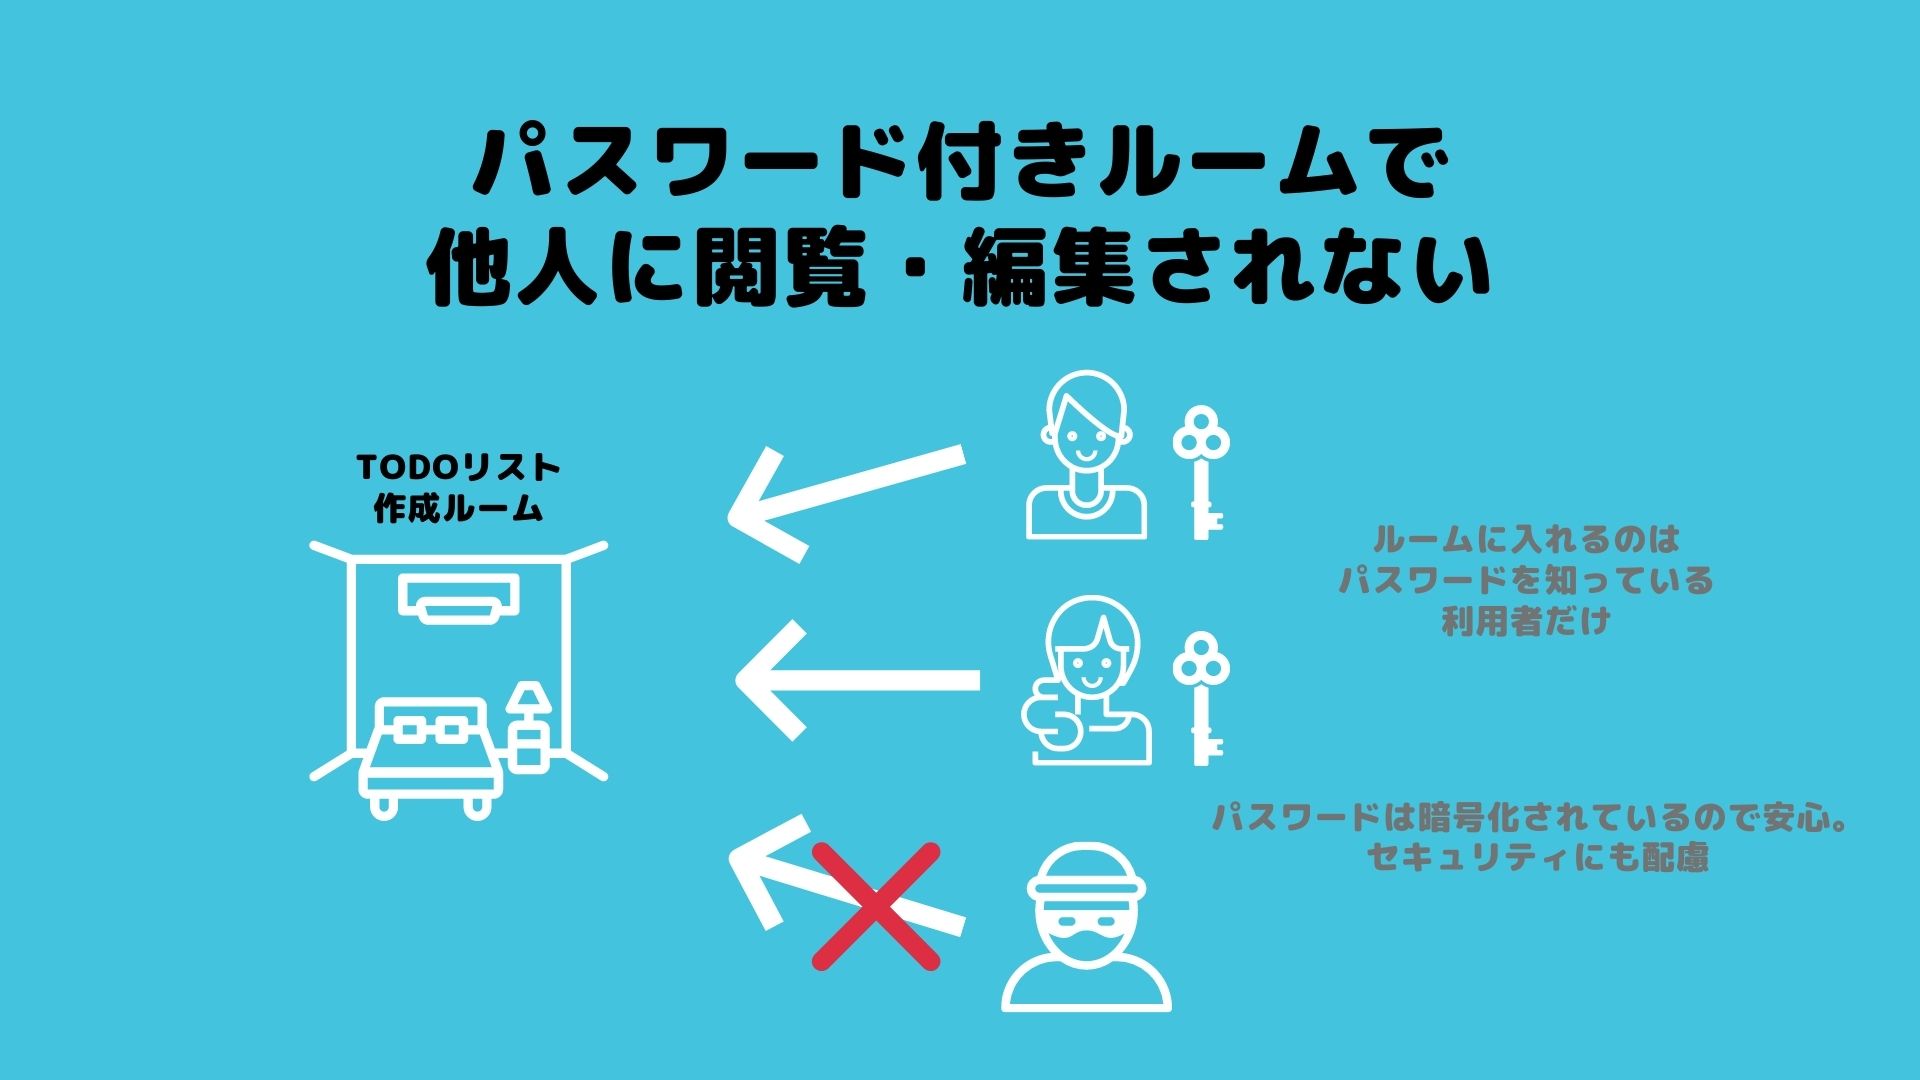 パスワード付きルームで
他人に閲覧・編集されない
TODOリスト
作成ルーム
ルームに入れるのは
パスワードを知っている
利用者だけ
パスワードは暗号化されているので安心。
セキュリティにも配慮